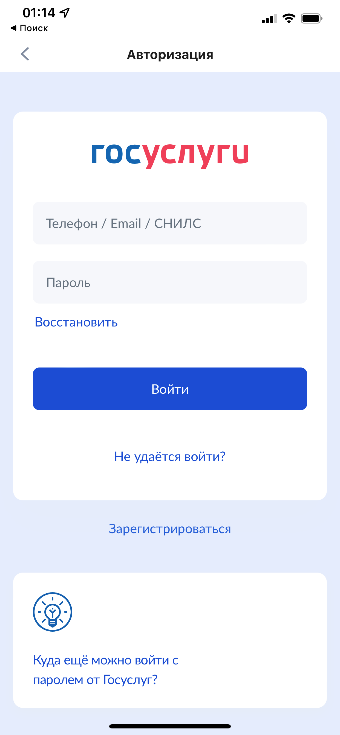 01:14
Поиск
Авторизация
госуслуги
Телефон / Email / СНИЛС
Пароль
Восстановить
Войти
Не удаётся войти?
Зарегистрироваться
Куда ещё можно войти с
паролем от Госуслуг?